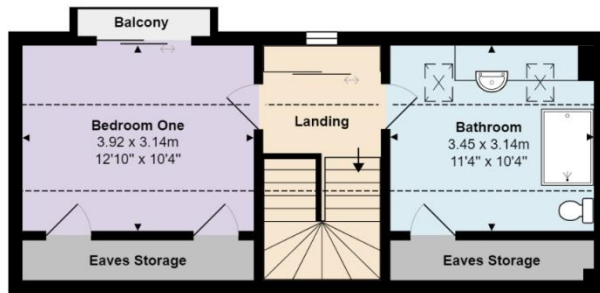 Balcony
Bedroom One
3.92 x 3.14m
12'10" x 10'4"
Landing
Bathroom
3.45 x 3.14m
11'4" x 10'4"
Eaves Storage
Eaves Storage